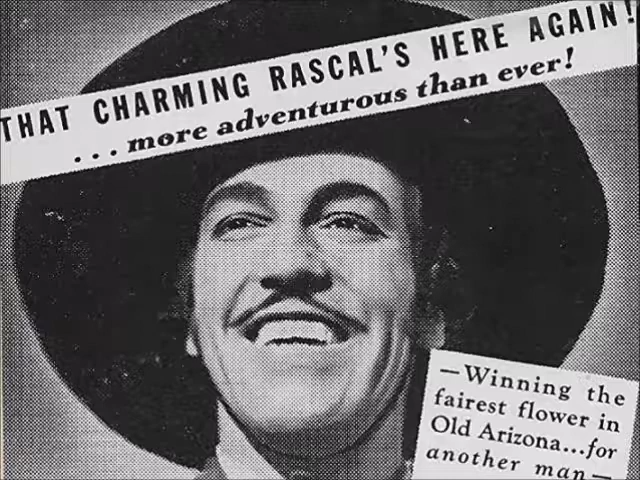 THAT CHARMING RASCAL'S HERE AGAIN!
...more adventurous than ever!
—Winning the
fairest flower in
Old Arizona...for
another man—